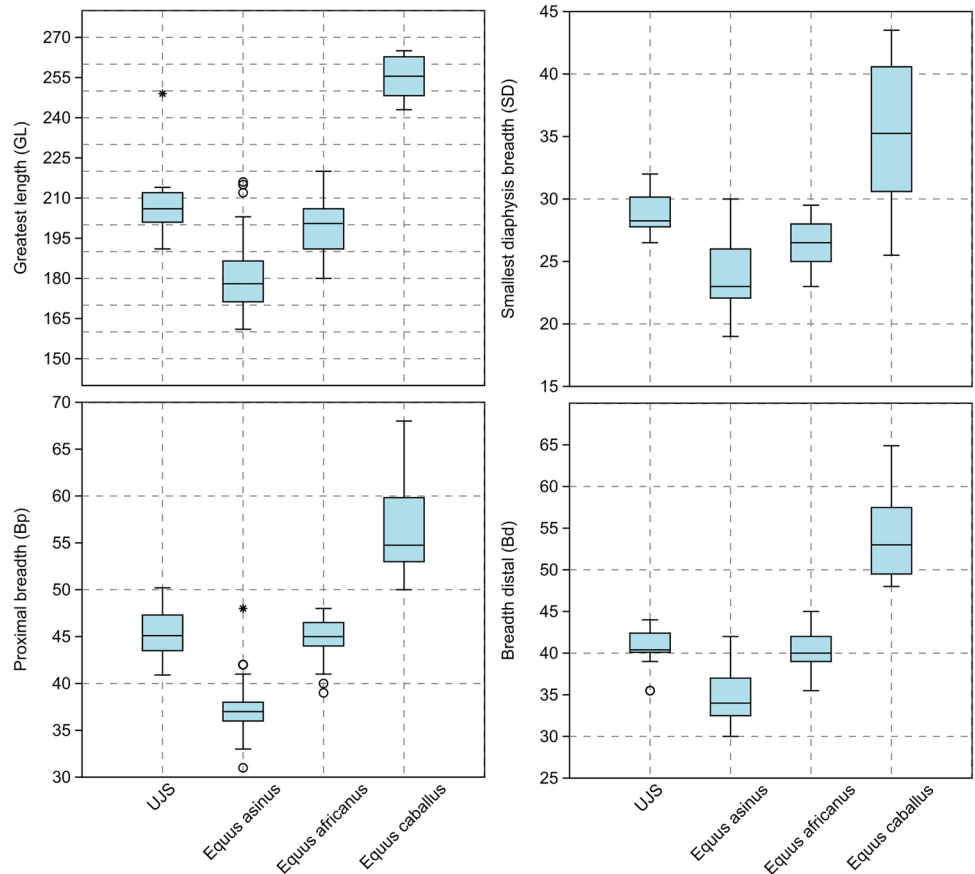 Greatest length (GL)
270
255
240
225
210
195
180
165
150
Smallest diaphysis breadth (SD)
45
40
35
30
25
20
15
Proximal breadth (Bp)
70
65
60
55
50
45
40
35
30
UJS
Equus asinus
Equus africanus
Equus caballus
Breadth distal (Bd)
65
60
55
50
45
40
35
30
25
UJS
Equus asinus
Equus africanus
Equus caballus